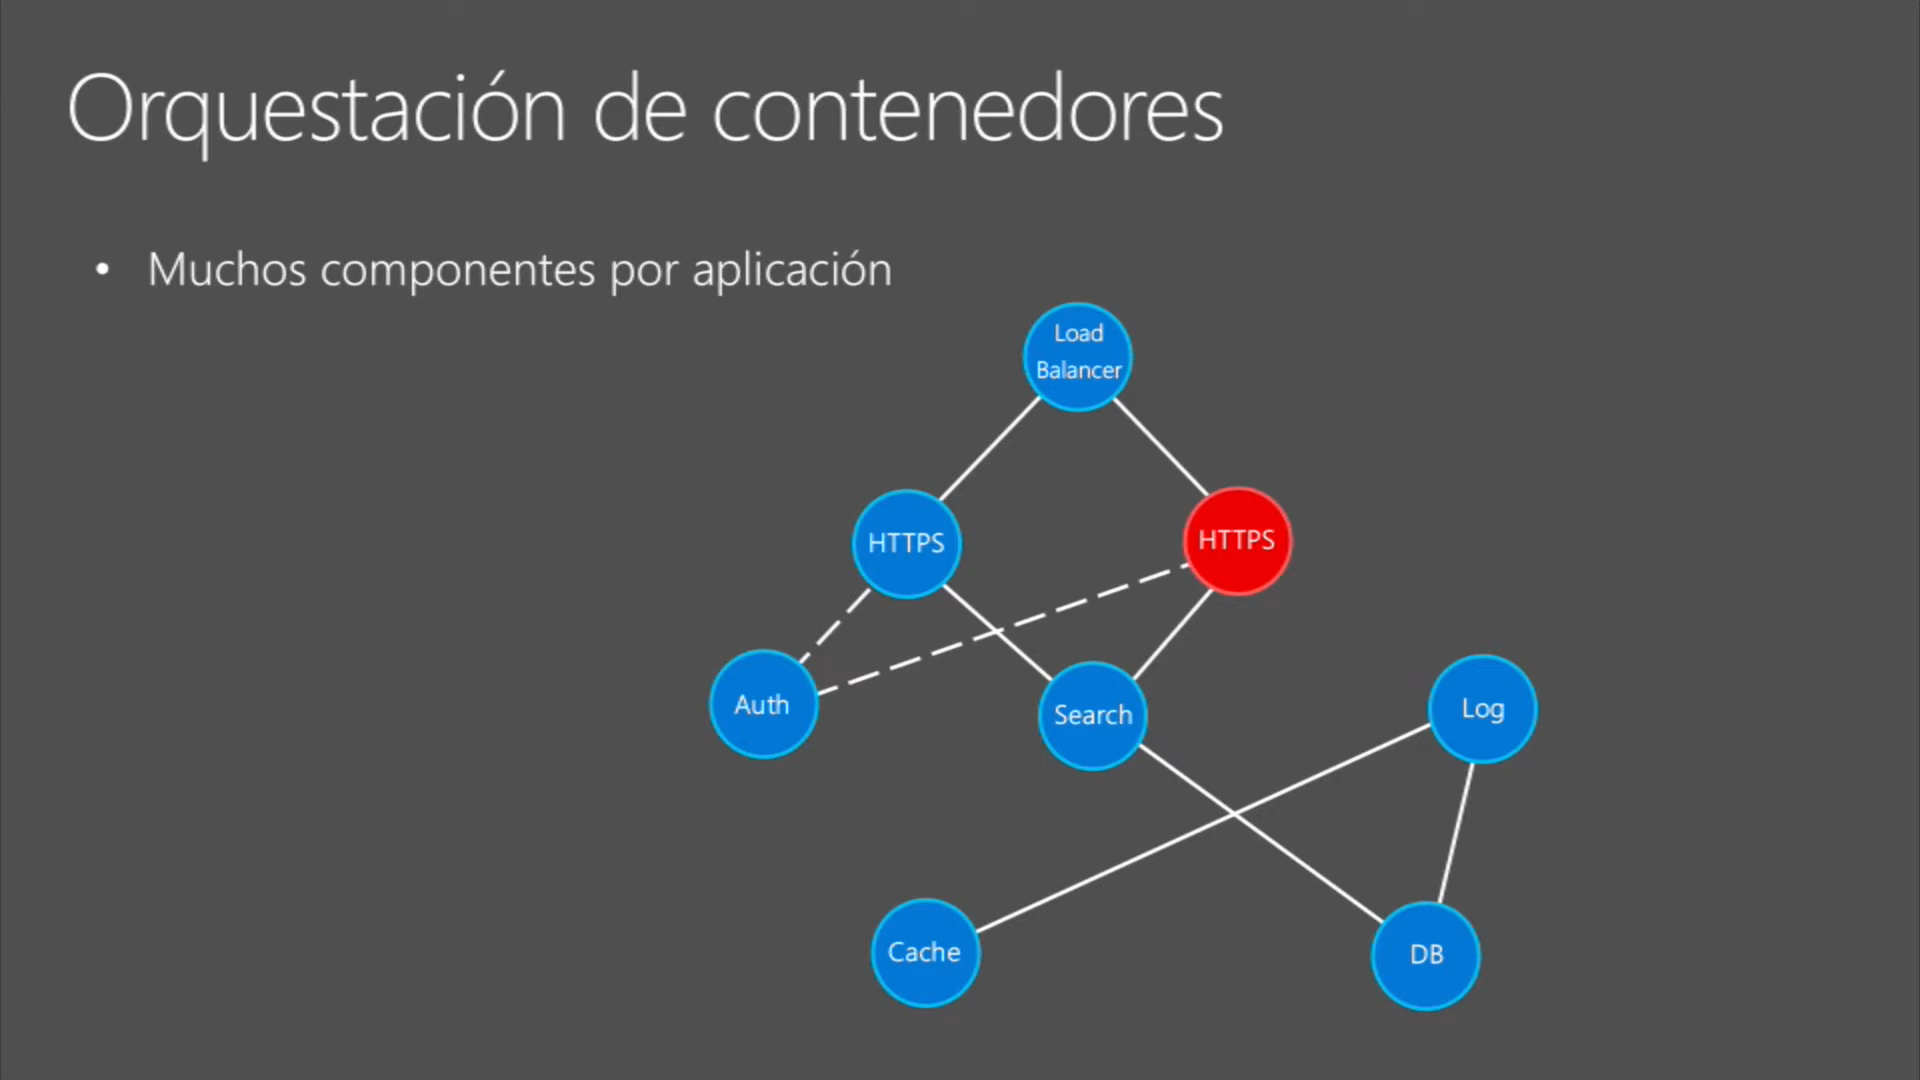 Orquestación de contenedores
• Muchos componentes por aplicación
Load
Balancer
HTTPS
HTTPS
Auth
Search
Log
Cache
DB